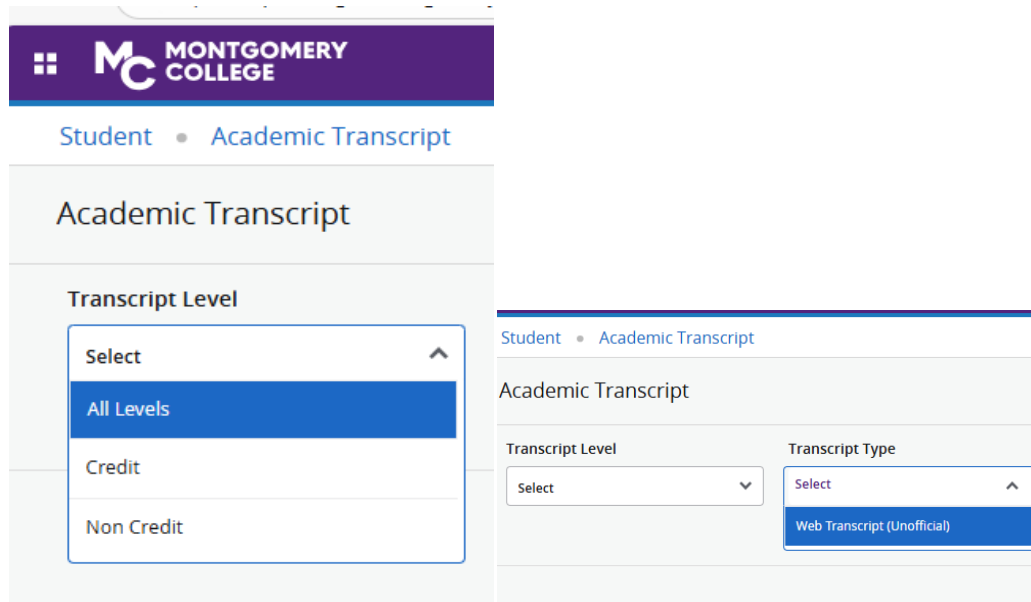 MONTGOMERY
MC COLLEGE
Student • Academic Transcript
Academic Transcript
Transcript Level
Select
All Levels
Credit
Non Credit
Student • Academic Transcript
Academic Transcript
Transcript Level Transcript Type
Select Select
Web Transcript (Unofficial)